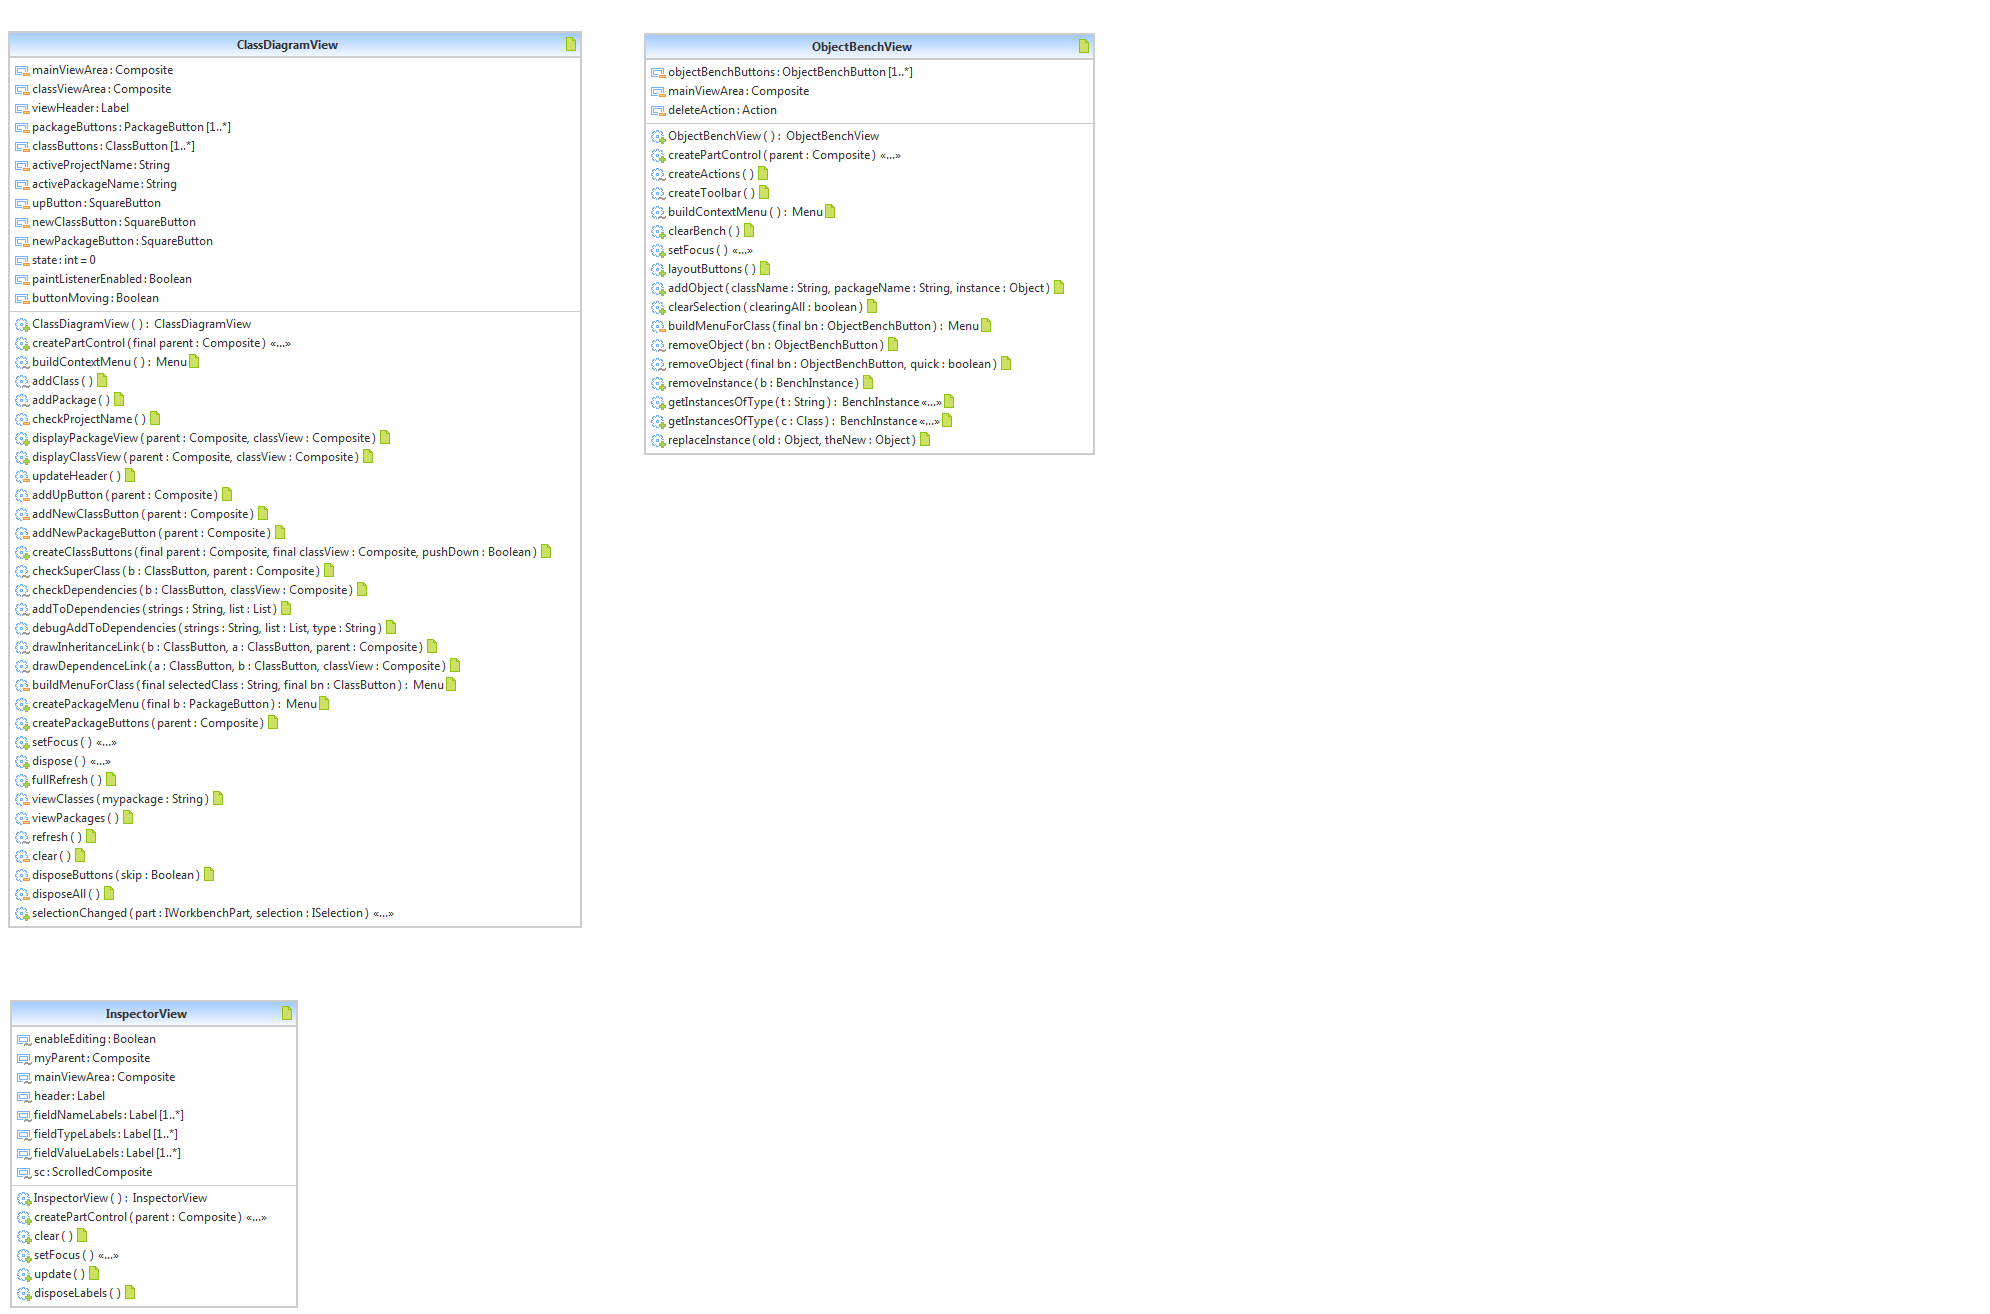 ClassDiagramView
mainViewArea : Composite
classViewArea : Composite
viewHeader : Label
packageButtons : PackageButton [1..*]
classButtons : ClassButton [1..*]
activeProjectName : String
activePackageName : String
upButton : SquareButton
newClassButton : SquareButton
newPackageButton : SquareButton
state : int = 0
paintListenerEnabled : Boolean
buttonMoving : Boolean
ClassDiagramView ( ) : ClassDiagramView
createPartControl ( final parent : Composite ) «...»
buildContextMenu ( ) : Menu
addClass ( )
addPackage ( )
checkProjectName ( )
displayPackageView ( parent : Composite, classView : Composite )
displayClassView ( parent : Composite, classView : Composite )
updateHeader ( )
addUpButton ( parent : Composite )
addNewClassButton ( parent : Composite )
addNewPackageButton ( parent : Composite )
createClassButtons ( final parent : Composite, final classView : Composite, pushDown : Boolean )
checkSuperClass ( b : ClassButton, parent : Composite )
checkDependencies ( b : ClassButton, classView : Composite )
addToDependencies ( strings : String, list : List )
debugAddToDependencies ( strings : String, list : List, type : String )
drawInheritanceLink ( b : ClassButton, a : ClassButton, parent : Composite )
drawDependenceLink ( a : ClassButton, b : ClassButton, classView : Composite )
buildMenuForClass ( final selectedClass : String, final bn : ClassButton ) : Menu
createPackageMenu ( final b : PackageButton ) : Menu
createPackageButtons ( parent : Composite )
setFocus ( ) «...»
dispose ( ) «...»
fullRefresh ( )
viewClasses ( mypackage : String )
viewPackages ( )
refresh ( )
clear ( )
disposeButtons ( skip : Boolean )
disposeAll ( )
selectionChanged ( part : IWorkbenchPart, selection : ISelection ) «...»
ObjectBenchView
objectBenchButtons : ObjectBenchButton [1..*]
mainViewArea : Composite
deleteAction : Action
ObjectBenchView ( ) : ObjectBenchView
createPartControl ( parent : Composite ) «...»
createActions ( )
createToolbar ( )
buildContextMenu ( ) : Menu
clearBench ( )
setFocus ( ) «...»
layoutButtons ( )
addObject ( className : String, packageName : String, instance : Object )
clearSelection ( clearingAll : boolean )
buildMenuForClass ( final bn : ObjectBenchButton ) : Menu
removeObject ( bn : ObjectBenchButton )
removeObject ( final bn : ObjectBenchButton, quick : boolean )
removeInstance ( b : BenchInstance )
getInstancesOfType ( t : String ) : BenchInstance «...»
getInstancesOfType ( c : Class ) : BenchInstance «...»
replaceInstance ( old : Object, theNew : Object )
InspectorView
enableEditing : Boolean
myParent : Composite
mainViewArea : Composite
header : Label
fieldNameLabels : Label [1..*]
fieldTypeLabels : Label [1..*]
fieldValueLabels : Label [1..*]
sc : ScrolledComposite
InspectorView ( ) : InspectorView
createPartControl ( parent : Composite ) «...»
clear ( )
setFocus ( ) «...»
update ( )
disposeLabels ( )